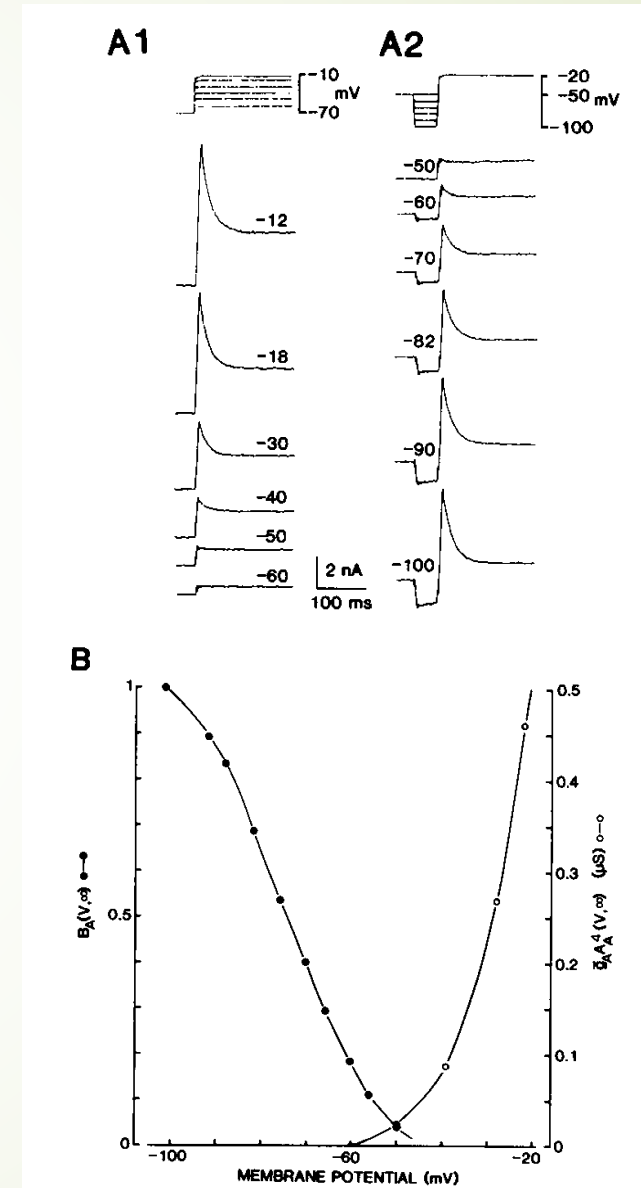 A1
-10
mV
-70
-12
-18
-30
-40
-50
-60
2 nA
100 ms
A2
-20
-50 mV
-100
-50
-60
-70
-82
-90
-100
B
1
0.5
0
B_A(V,∞) ●—●
0.5
0.4
0.3
0.2
0.1
0
ḡ_A A_A⁴ (V,∞) (μS) ○—○
-100
-60
-20
MEMBRANE POTENTIAL (mV)